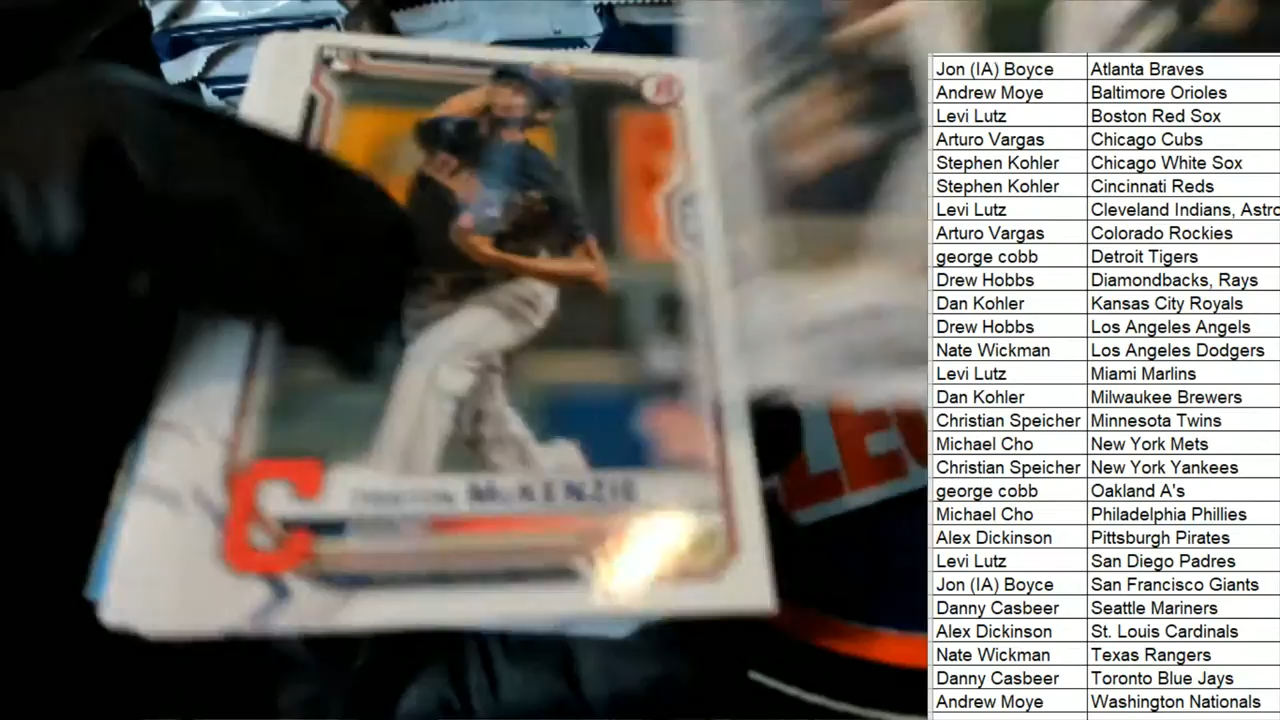 McKENZIE
Jon (IA) Boyce Atlanta Braves
Andrew Moye Baltimore Orioles
Levi Lutz Boston Red Sox
Arturo Vargas Chicago Cubs
Stephen Kohler Chicago White Sox
Stephen Kohler Cincinnati Reds
Levi Lutz Cleveland Indians, Astro
Arturo Vargas Colorado Rockies
george cobb Detroit Tigers
Drew Hobbs Diamondbacks, Rays
Dan Kohler Kansas City Royals
Drew Hobbs Los Angeles Angels
Nate Wickman Los Angeles Dodgers
Levi Lutz Miami Marlins
Dan Kohler Milwaukee Brewers
Christian Speicher Minnesota Twins
Michael Cho New York Mets
Christian Speicher New York Yankees
george cobb Oakland A's
Michael Cho Philadelphia Phillies
Alex Dickinson Pittsburgh Pirates
Levi Lutz San Diego Padres
Jon (IA) Boyce San Francisco Giants
Danny Casbeer Seattle Mariners
Alex Dickinson St. Louis Cardinals
Nate Wickman Texas Rangers
Danny Casbeer Toronto Blue Jays
Andrew Moye Washington Nationals